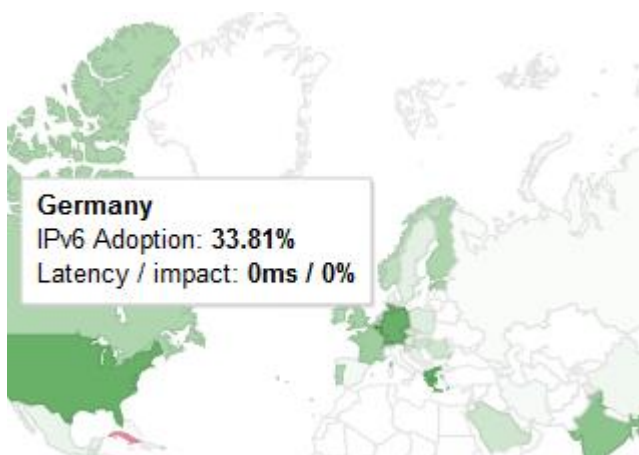 Germany
IPv6 Adoption: 33.81%
Latency / impact: 0ms / 0%